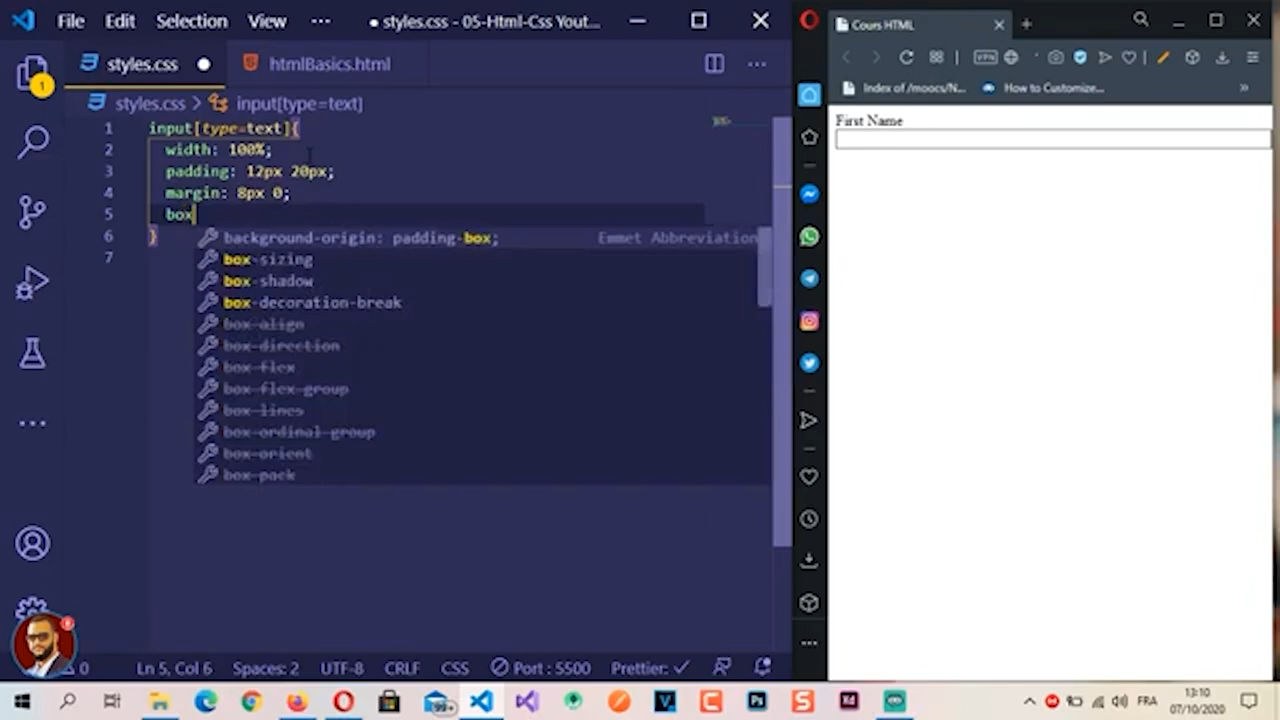 File Edit Selection View ··· ● styles.css - 05-Html-Css Yout...
styles.css ● htmlBasics.html
styles.css > input[type=text]
1 input[type=text]{
2 width: 100%;
3 padding: 12px 20px;
4 margin: 8px 0;
5 box
6 }
7
background-origin: padding-box; Emmet Abbreviation
box-sizing
box-shadow
box-decoration-break
box-align
box-direction
box-flex
box-flex-group
box-lines
box-ordinal-group
box-orient
box-pack
1
0 Ln 5, Col 6 Spaces: 2 UTF-8 CRLF CSS Port : 5500 Prettier: ✓
Cours HTML
VPN
Index of /moocs/N... How to Customize... »
First Name
99+
FRA
13:10
07/10/2020